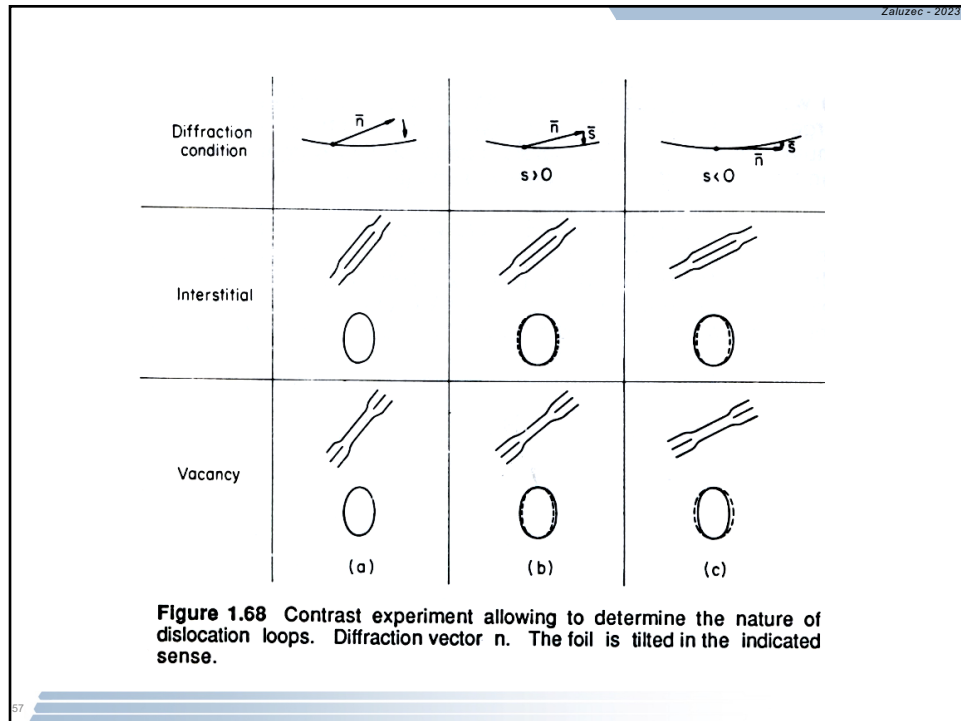 Zaluzec - 2023
Diffraction
condition
n̄
n̄
s̄
s>0
n̄
s̄
s<0
Interstitial
Vacancy
(a)
(b)
(c)
Figure 1.68 Contrast experiment allowing to determine the nature of
dislocation loops. Diffraction vector n. The foil is tilted in the indicated
sense.
57